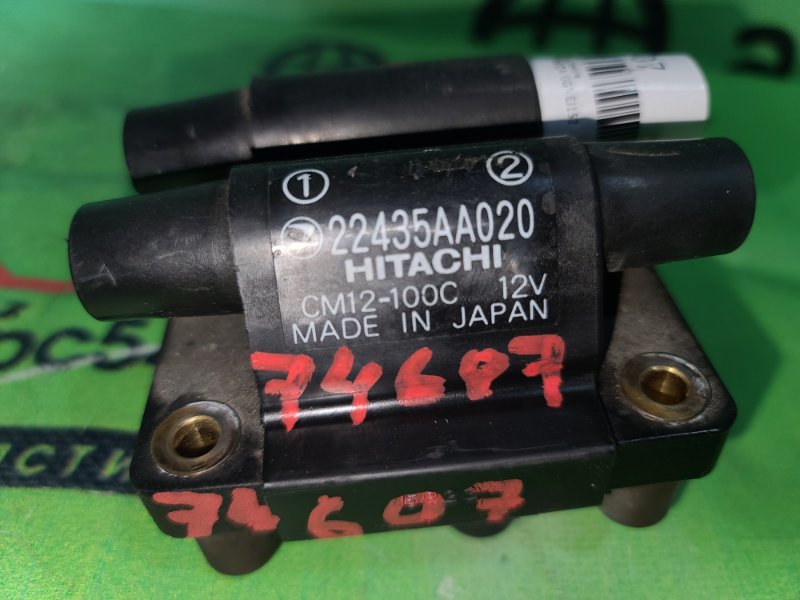 ① ②
22435AA020
HITACHI
CM12-100C 12V
MADE IN JAPAN
74607
74607